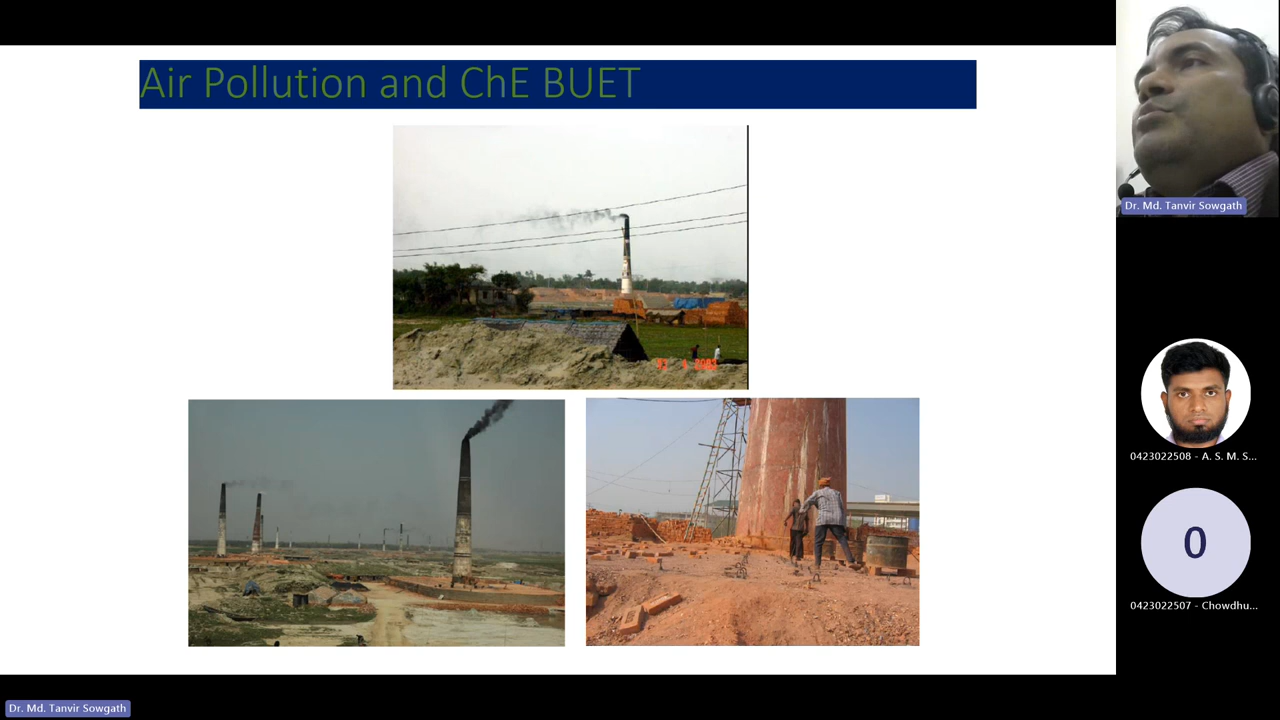 Air Pollution and ChE BUET
Dr. Md. Tanvir Sowgath
0423022508 - A. S. M. S...
0
0423022507 - Chowdhu...
Dr. Md. Tanvir Sowgath